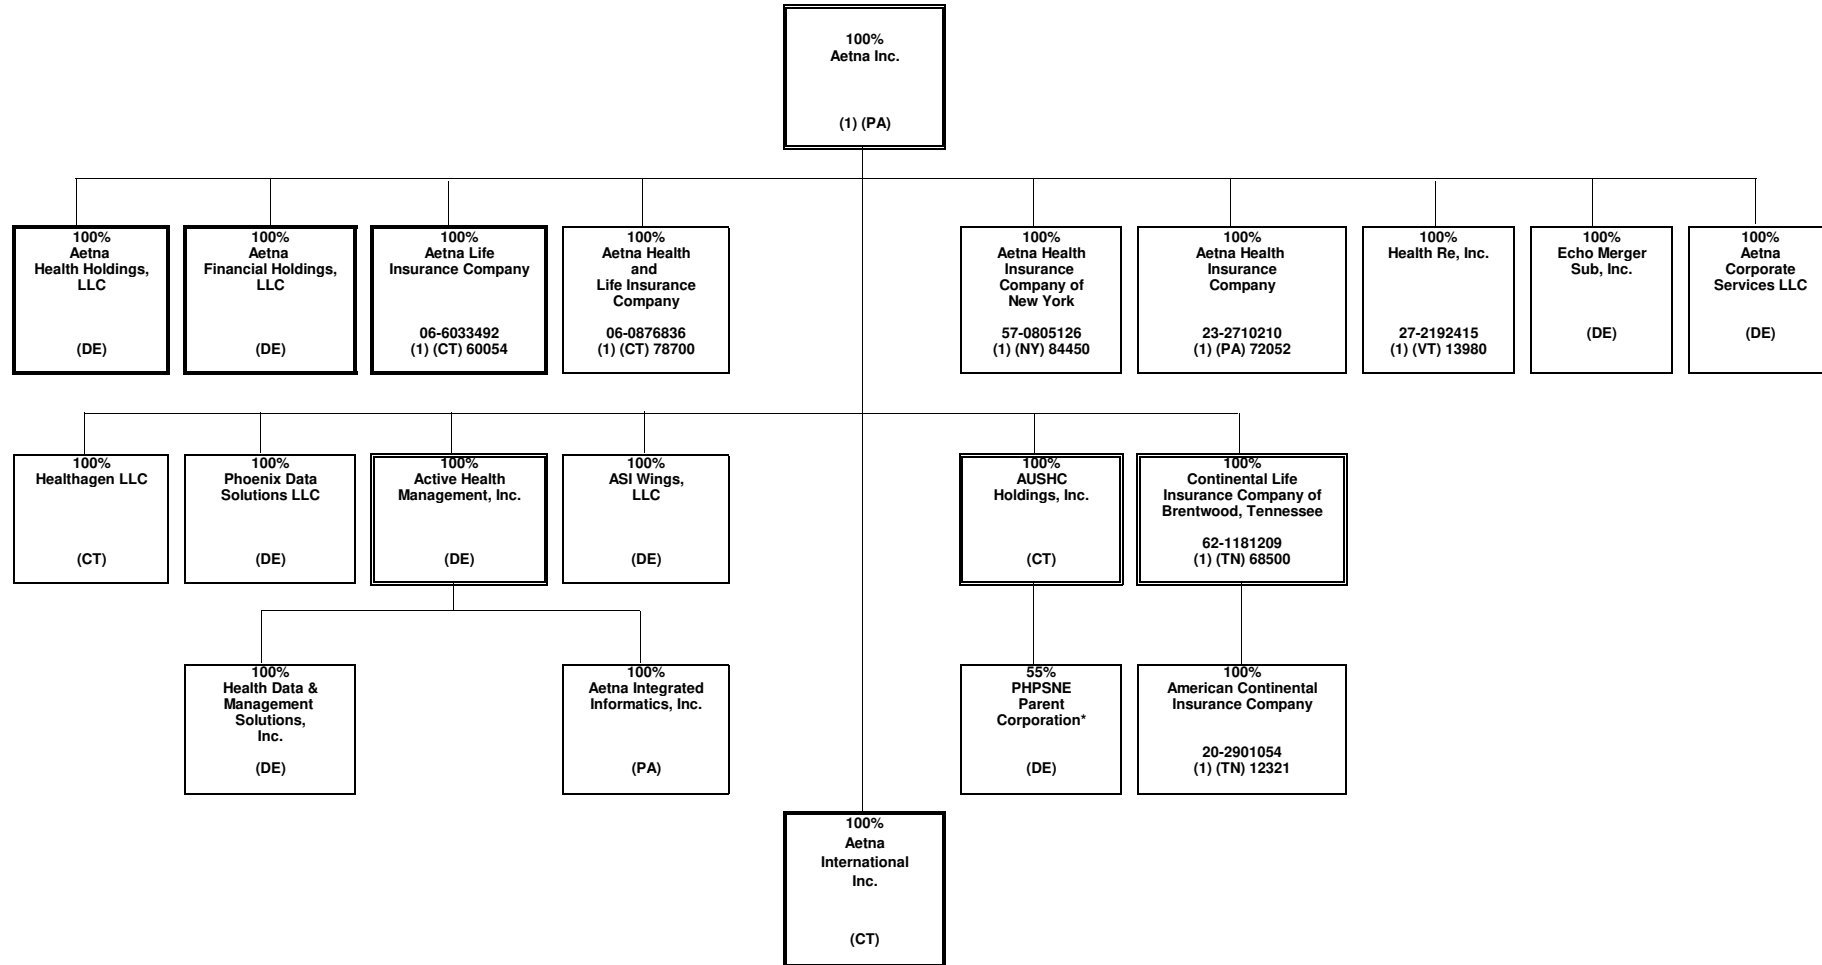 100%
Aetna Inc.
(1) (PA)
100%
Aetna
Health Holdings,
LLC
(DE)
100%
Aetna
Financial Holdings,
LLC
(DE)
100%
Aetna Life
Insurance Company
06-6033492
(1) (CT) 60054
100%
Aetna Health
and
Life Insurance
Company
06-0876836
(1) (CT) 78700
100%
Aetna Health
Insurance
Company of
New York
57-0805126
(1) (NY) 84450
100%
Aetna Health
Insurance
Company
23-2710210
(1) (PA) 72052
100%
Health Re, Inc.
27-2192415
(1) (VT) 13980
100%
Echo Merger
Sub, Inc.
(DE)
100%
Aetna
Corporate
Services LLC
(DE)
100%
Healthagen LLC
(CT)
100%
Phoenix Data
Solutions LLC
(DE)
100%
Active Health
Management, Inc.
(DE)
100%
ASI Wings,
LLC
(DE)
100%
AUSHC
Holdings, Inc.
(CT)
100%
Continental Life
Insurance Company of
Brentwood, Tennessee
62-1181209
(1) (TN) 68500
100%
Health Data &
Management
Solutions,
Inc.
(DE)
100%
Aetna Integrated
Informatics, Inc.
(PA)
55%
PHPSNE
Parent
Corporation*
(DE)
100%
American Continental
Insurance Company
20-2901054
(1) (TN) 12321
100%
Aetna
International
Inc.
(CT)